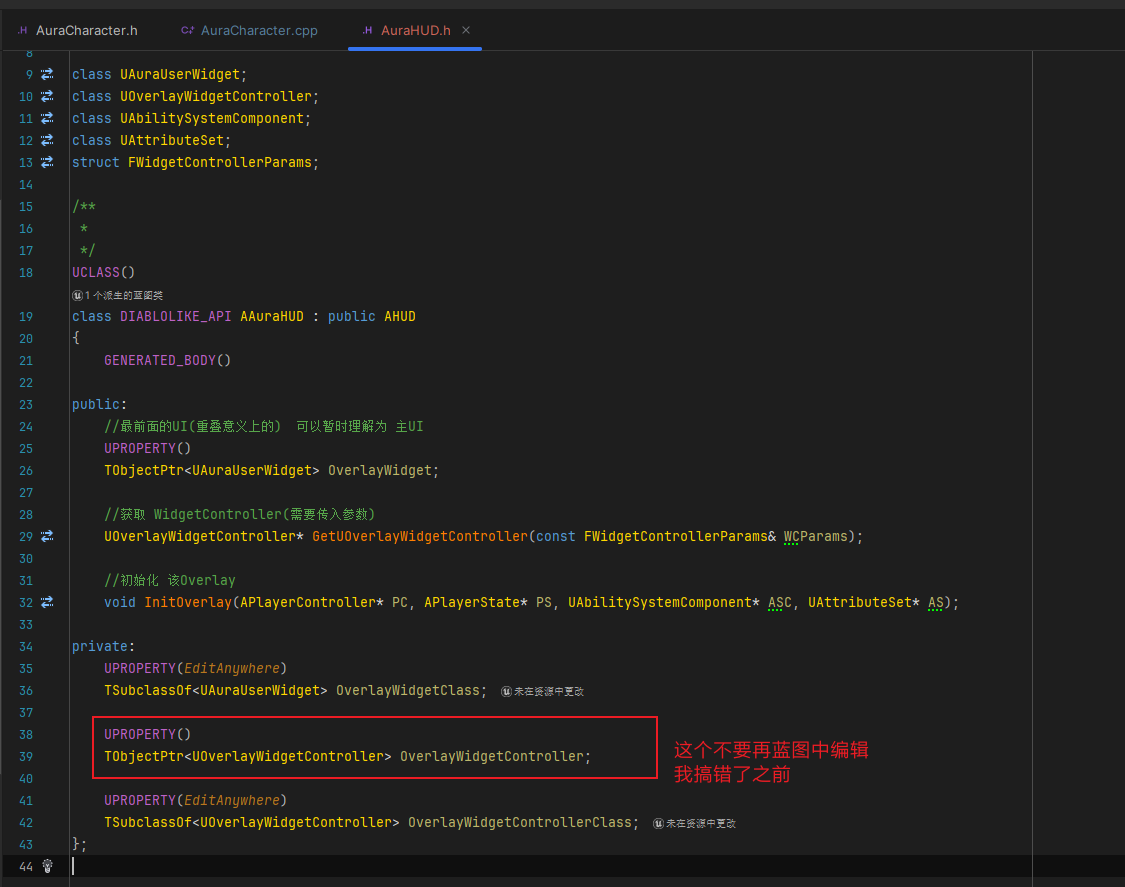 .H AuraCharacter.h C++ AuraCharacter.cpp .H AuraHUD.h ×
8
9 class UAuraUserWidget;
10 class UOverlayWidgetController;
11 class UAbilitySystemComponent;
12 class UAttributeSet;
13 struct FWidgetControllerParams;
14
15 /**
16  *
17  */
18 UCLASS()
1 个派生的蓝图类
19 class DIABLOLIKE_API AAuraHUD : public AHUD
20 {
21     GENERATED_BODY()
22
23 public:
24     //最前面的UI(重叠意义上的)  可以暂时理解为 主UI
25     UPROPERTY()
26     TObjectPtr<UAuraUserWidget> OverlayWidget;
27
28     //获取 WidgetController(需要传入参数)
29     UOverlayWidgetController* GetUOverlayWidgetController(const FWidgetControllerParams& WCParams);
30
31     //初始化 该Overlay
32     void InitOverlay(APlayerController* PC, APlayerState* PS, UAbilitySystemComponent* ASC, UAttributeSet* AS);
33
34 private:
35     UPROPERTY(EditAnywhere)
36     TSubclassOf<UAuraUserWidget> OverlayWidgetClass; 未在资源中更改
37
38     UPROPERTY()
39     TObjectPtr<UOverlayWidgetController> OverlayWidgetController;
这个不要再蓝图中编辑
我搞错了之前
40
41     UPROPERTY(EditAnywhere)
42     TSubclassOf<UOverlayWidgetController> OverlayWidgetControllerClass; 未在资源中更改
43 };
44